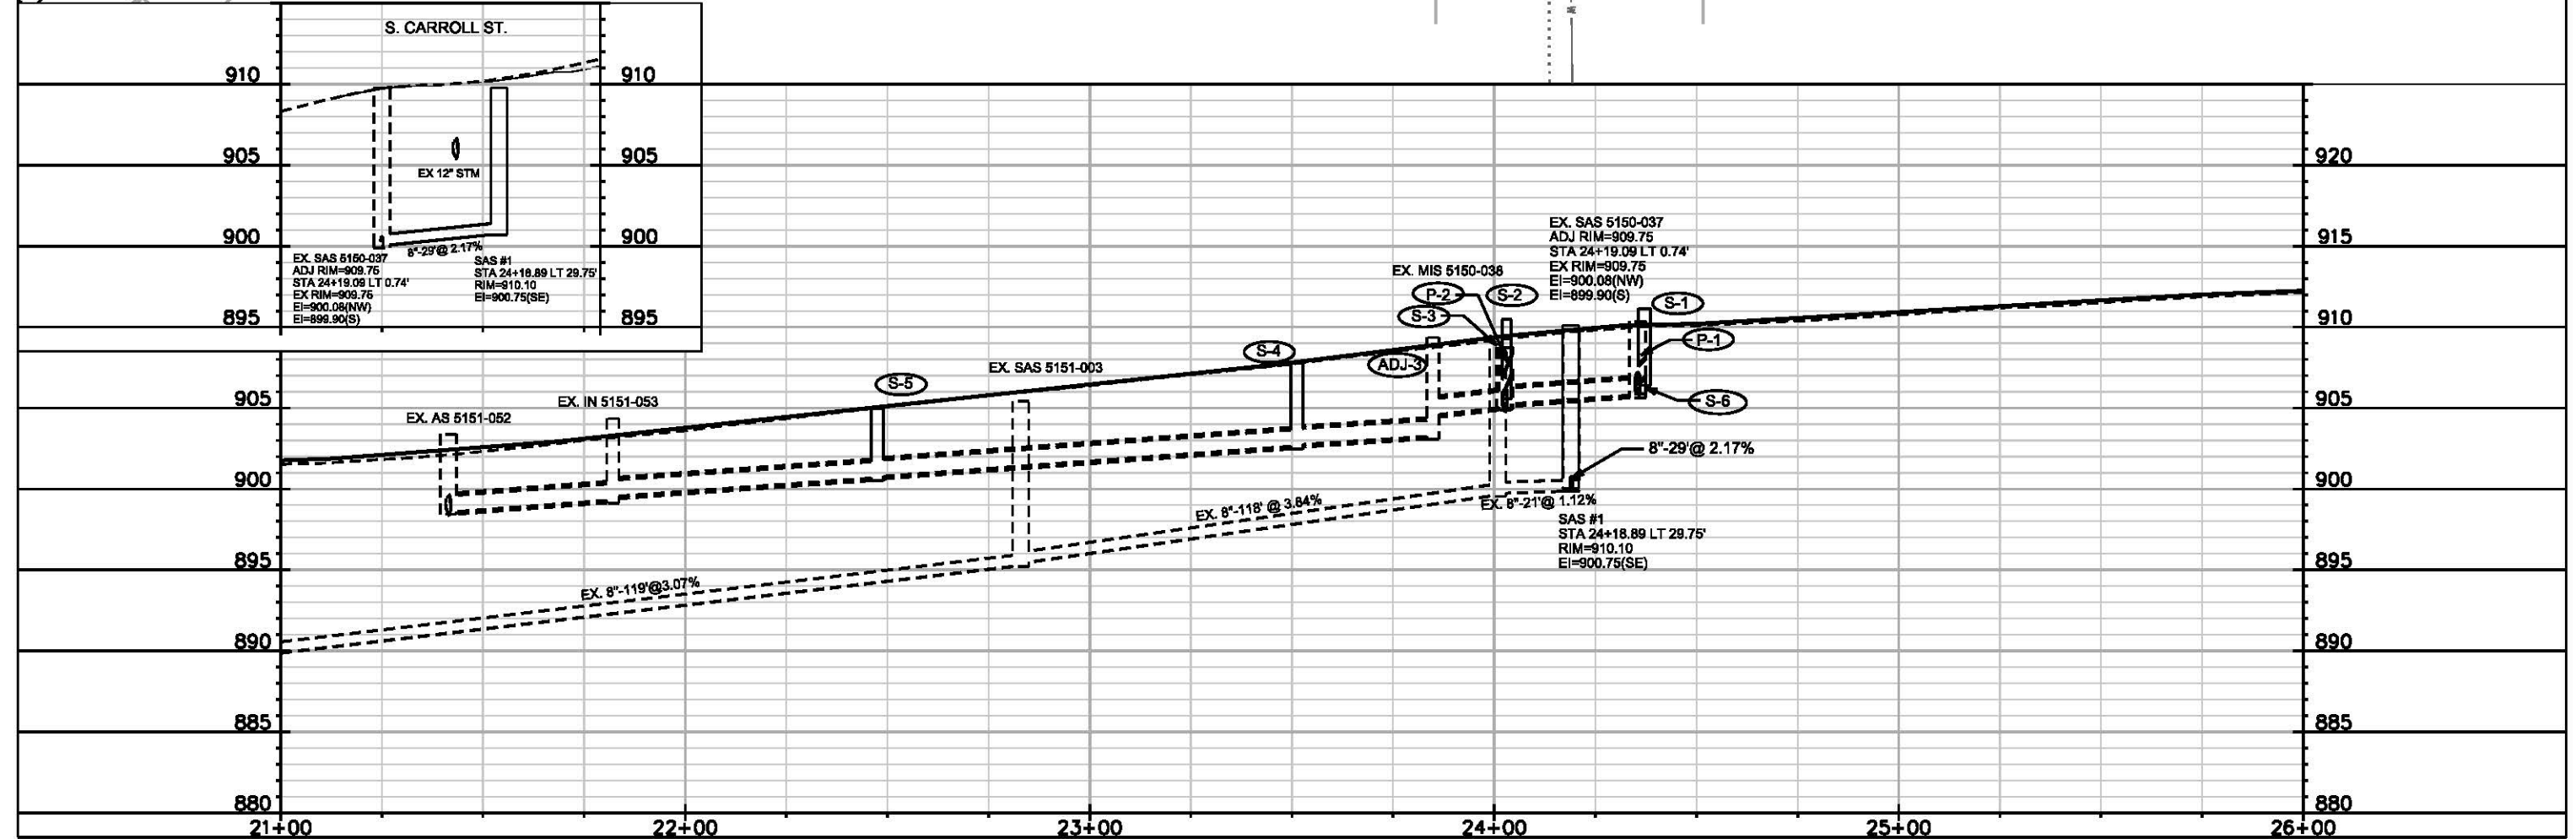 S. CARROLL ST.
910
910
905
905
EX 12" STM
900
900
8"-29'@ 2.17%
EX. SAS 5150-037
ADJ RIM=909.75
STA 24+19.09 LT 0.74'
EX RIM=909.75
EI=900.08(NW)
EI=899.90(S)
SAS #1
STA 24+18.89 LT 29.75'
RIM=910.10
EI=900.75(SE)
895
895
920
EX. SAS 5150-037
ADJ RIM=909.75
STA 24+19.09 LT 0.74'
EX RIM=909.75
EI=900.08(NW)
EI=899.90(S)
915
EX. MIS 5150-038
P-2
S-2
S-1
S-3
910
P-1
S-4
ADJ-3
EX. SAS 5151-003
S-5
S-6
905
905
EX. IN 5151-053
EX. AS 5151-052
8"-29'@ 2.17%
900
900
EX. 8"-118' @ 3.84%
EX. 8"-21'@ 1.12%
SAS #1
STA 24+18.89 LT 29.75'
RIM=910.10
EI=900.75(SE)
895
895
EX. 8"-119'@3.07%
890
890
885
885
880
880
21+00
22+00
23+00
24+00
25+00
26+00